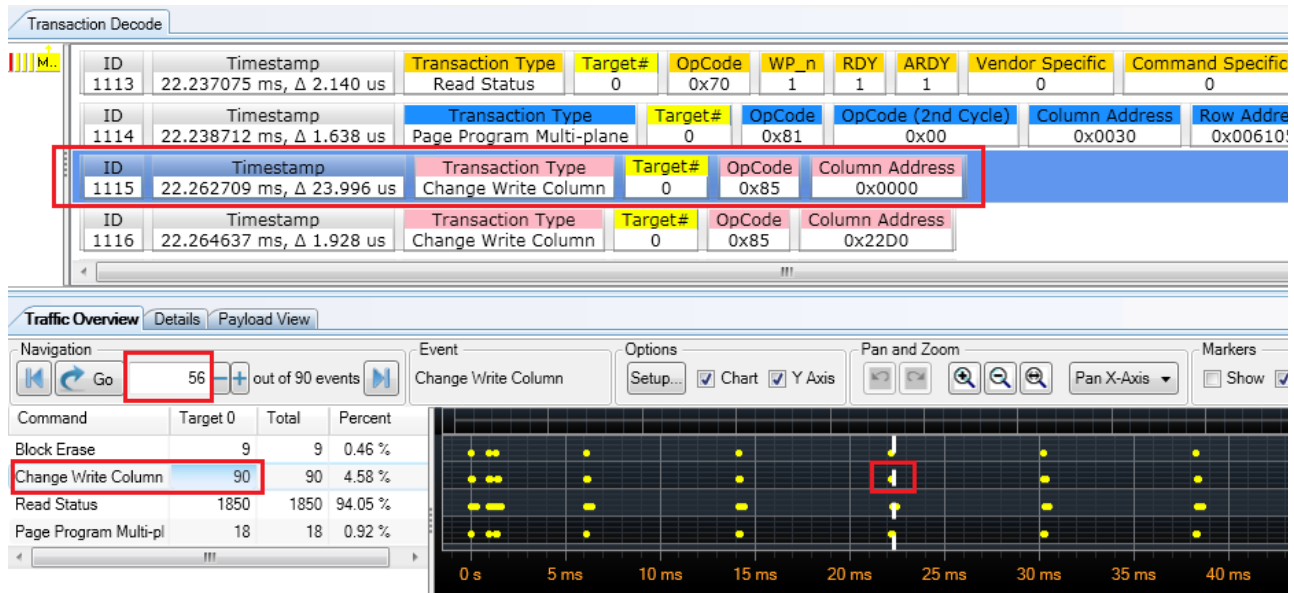 Transaction Decode
M..
ID Timestamp Transaction Type Target# OpCode WP_n RDY ARDY Vendor Specific Command Specific
1113 22.237075 ms, Δ 2.140 us Read Status 0 0x70 1 1 1 0 0
ID Timestamp Transaction Type Target# OpCode OpCode (2nd Cycle) Column Address Row Addre
1114 22.238712 ms, Δ 1.638 us Page Program Multi-plane 0 0x81 0x00 0x0030 0x006105
ID Timestamp Transaction Type Target# OpCode Column Address
1115 22.262709 ms, Δ 23.996 us Change Write Column 0 0x85 0x0000
ID Timestamp Transaction Type Target# OpCode Column Address
1116 22.264637 ms, Δ 1.928 us Change Write Column 0 0x85 0x22D0
Traffic Overview Details Payload View
Navigation Event Options Pan and Zoom Markers
Go 56 out of 90 events Change Write Column Setup... Chart Y Axis Pan X-Axis Show
Command Target 0 Total Percent
Block Erase 9 9 0.46 %
Change Write Column 90 90 4.58 %
Read Status 1850 1850 94.05 %
Page Program Multi-pl 18 18 0.92 %
0 s 5 ms 10 ms 15 ms 20 ms 25 ms 30 ms 35 ms 40 ms